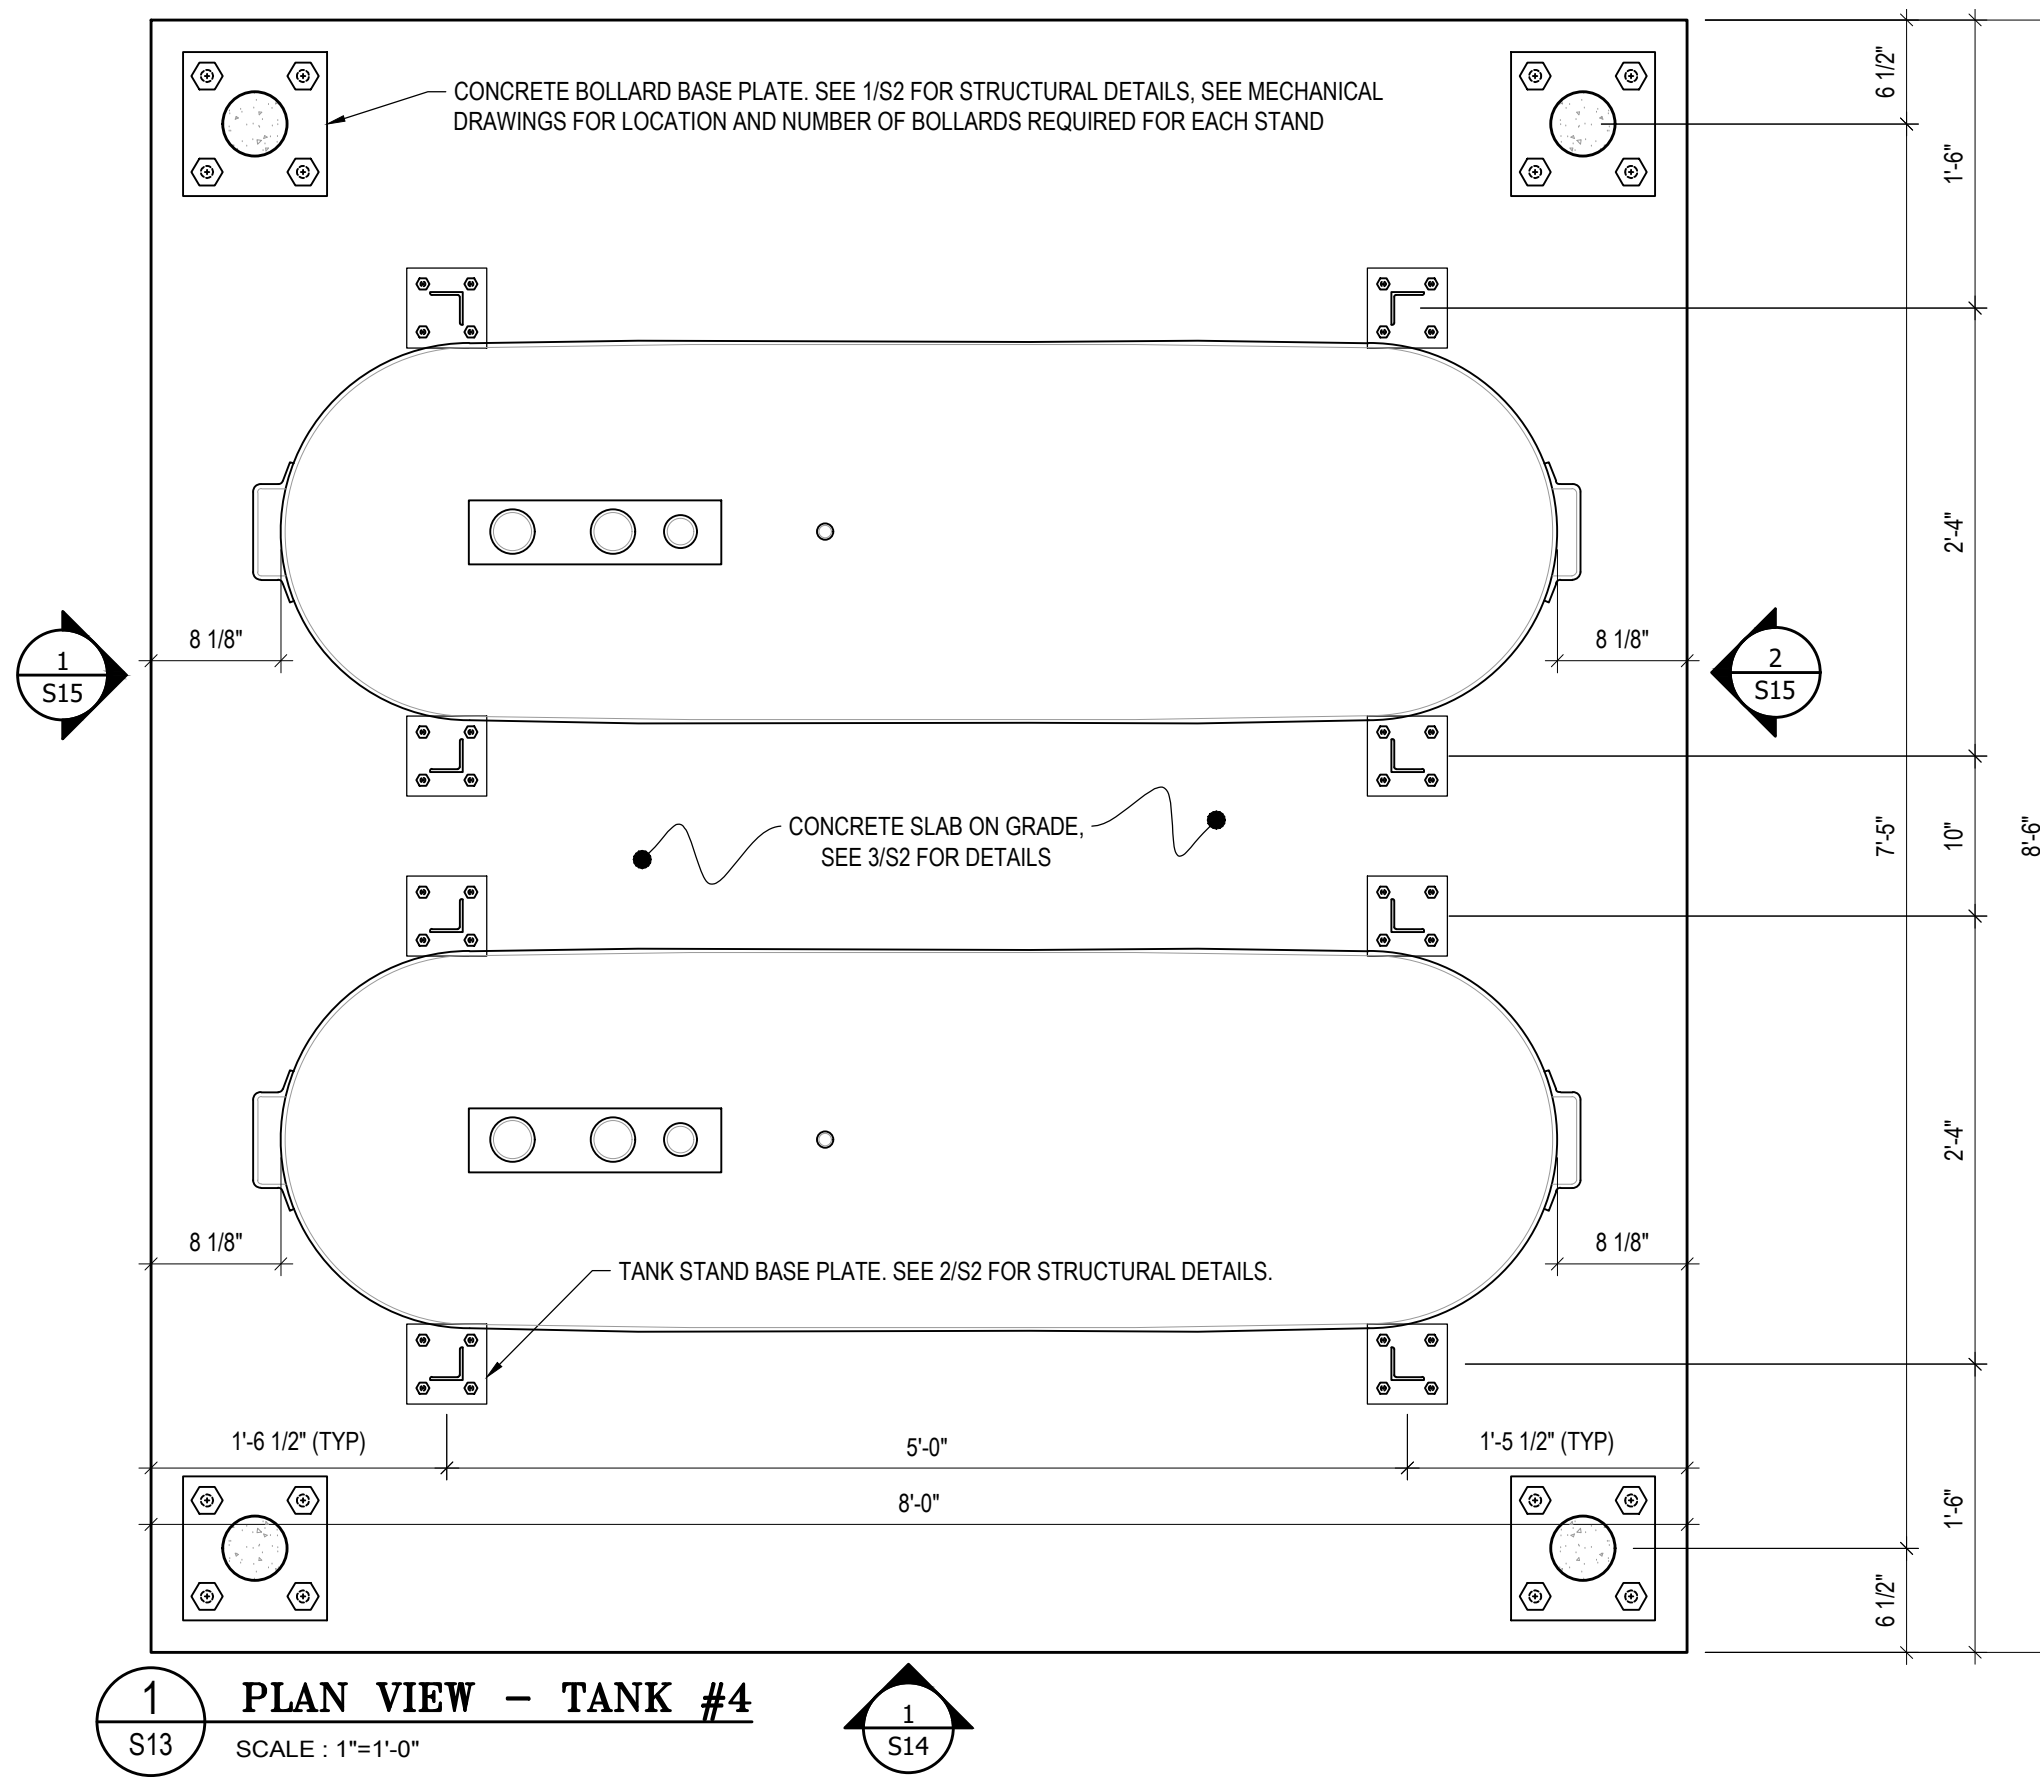 6 1/2"
CONCRETE BOLLARD BASE PLATE. SEE 1/S2 FOR STRUCTURAL DETAILS, SEE MECHANICAL
DRAWINGS FOR LOCATION AND NUMBER OF BOLLARDS REQUIRED FOR EACH STAND
1'-6"
2'-4"
8 1/8"
8 1/8"
1
S15
2
S15
CONCRETE SLAB ON GRADE,
SEE 3/S2 FOR DETAILS
7'-5"
10"
8'-6"
2'-4"
8 1/8"
8 1/8"
TANK STAND BASE PLATE. SEE 2/S2 FOR STRUCTURAL DETAILS.
1'-6 1/2" (TYP)
5'-0"
1'-5 1/2" (TYP)
8'-0"
1'-6"
6 1/2"
1
S13
PLAN VIEW - TANK #4
SCALE : 1"=1'-0"
1
S14